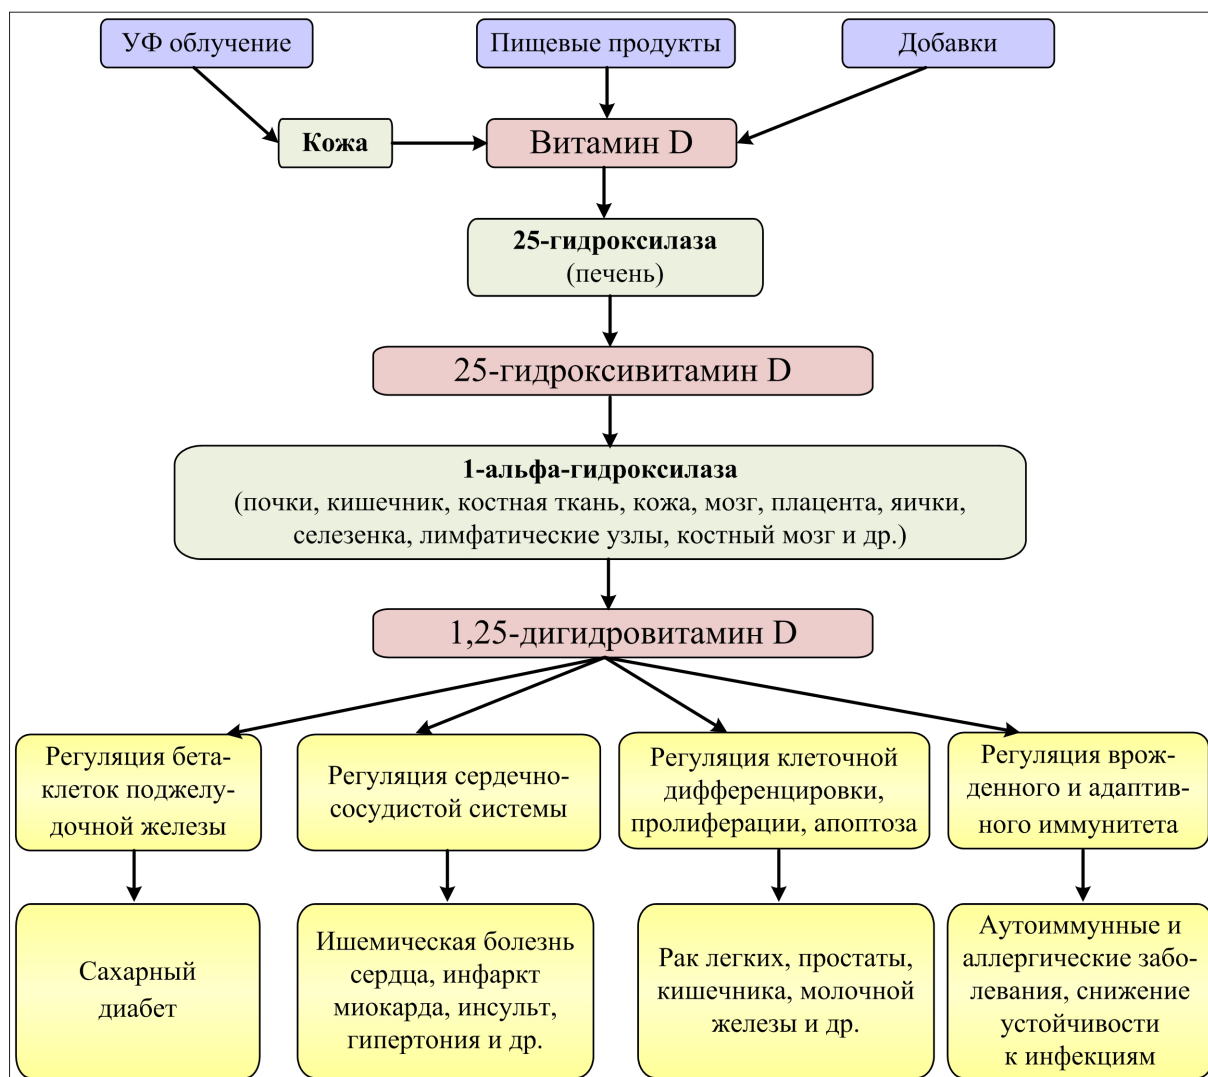 УФ облучение
Пищевые продукты
Добавки
Кожа
Витамин D
25-гидроксилаза
(печень)
25-гидроксивитамин D
1-альфа-гидроксилаза
(почки, кишечник, костная ткань, кожа, мозг, плацента, яички,
селезенка, лимфатические узлы, костный мозг и др.)
1,25-дигидровитамин D
Регуляция бета-
клеток поджелу-
дочной железы
Регуляция сердечно-
сосудистой системы
Регуляция клеточной
дифференцировки,
пролиферации, апоптоза
Регуляция врож-
денного и адаптив-
ного иммунитета
Сахарный
диабет
Ишемическая болезнь
сердца, инфаркт
миокарда, инсульт,
гипертония и др.
Рак легких, простаты,
кишечника, молочной
железы и др.
Аутоиммунные и
аллергические забо-
левания, снижение
устойчивости
к инфекциям